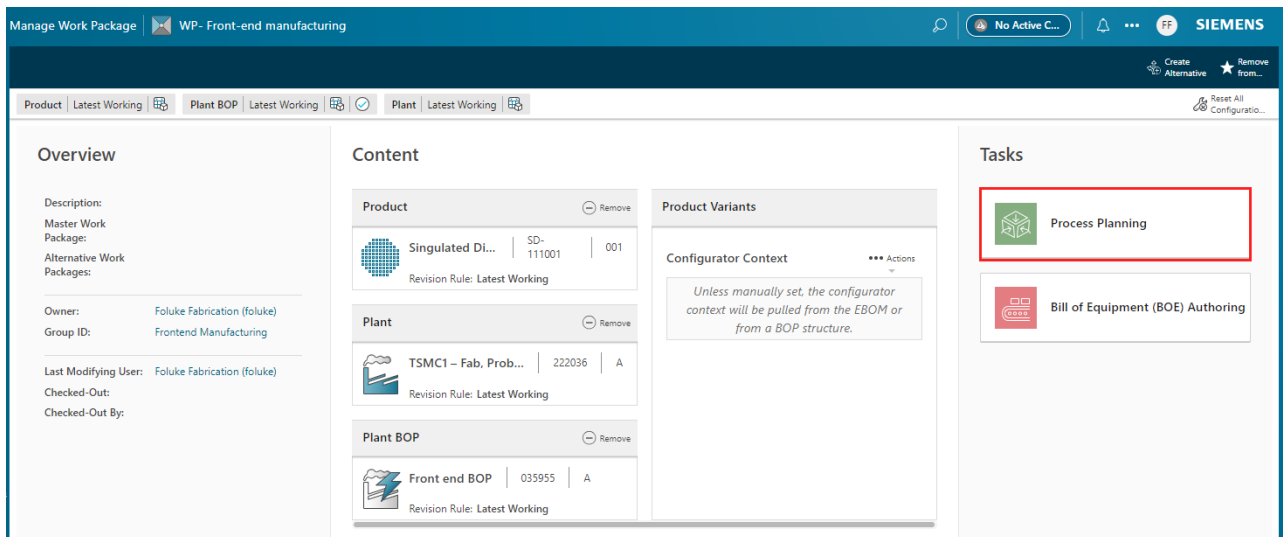 Manage Work Package WP- Front-end manufacturing
No Active C... FF SIEMENS
Create Alternative
Remove from...
Product Latest Working Plant BOP Latest Working Plant Latest Working
Reset All Configuratio...
Overview
Description:
Master Work
Package:
Alternative Work
Packages:
Owner: Foluke Fabrication (foluke)
Group ID: Frontend Manufacturing
Last Modifying User: Foluke Fabrication (foluke)
Checked-Out:
Checked-Out By:
Content
Product Remove
Singulated Di... SD-111001 001
Revision Rule: Latest Working
Plant Remove
TSMC1 – Fab, Prob... 222036 A
Revision Rule: Latest Working
Plant BOP Remove
Front end BOP 035955 A
Revision Rule: Latest Working
Product Variants
Configurator Context ••• Actions
Unless manually set, the configurator
context will be pulled from the EBOM or
from a BOP structure.
Tasks
Process Planning
Bill of Equipment (BOE) Authoring